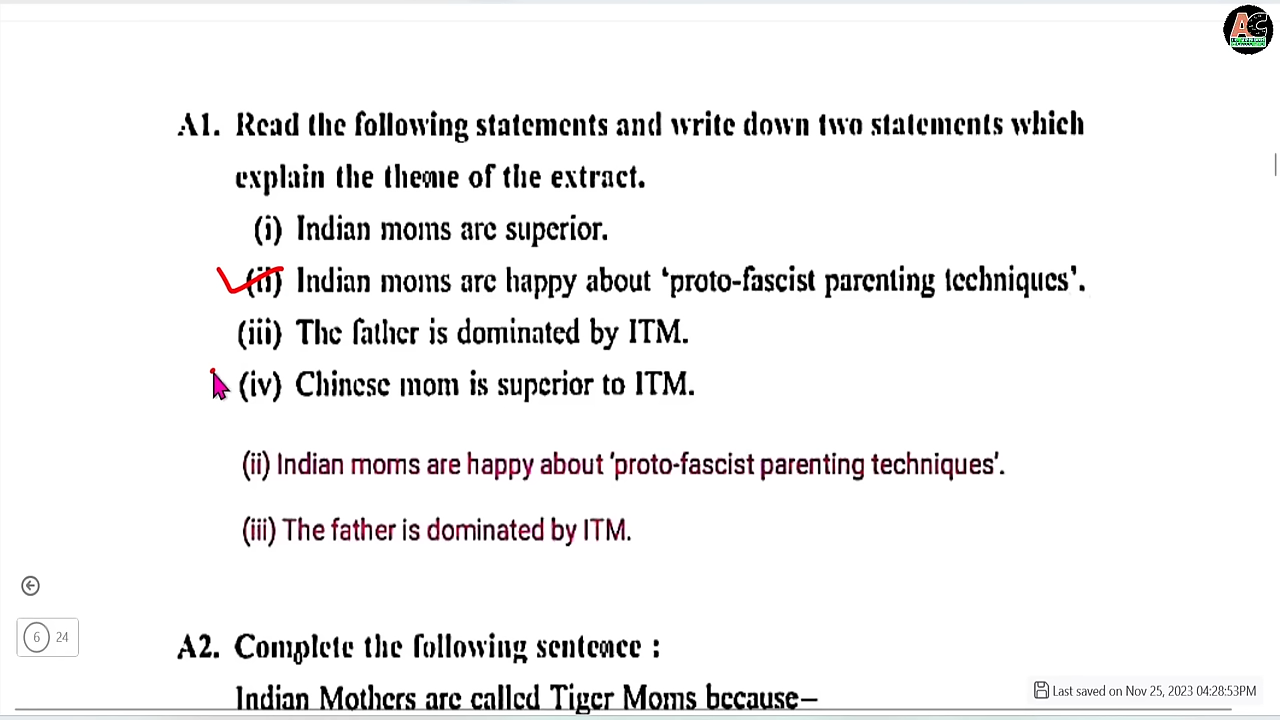 AC
A1. Read the following statements and write down two statements which
explain the theme of the extract.
(i) Indian moms are superior.
(ii) Indian moms are happy about ‘proto-fascist parenting techniques’.
(iii) The father is dominated by ITM.
(iv) Chinese mom is superior to ITM.
(ii) Indian moms are happy about ‘proto-fascist parenting techniques’.
(iii) The father is dominated by ITM.
6 24
A2. Complete the following sentence :
Indian Mothers are called Tiger Moms because–
Last saved on Nov 25, 2023 04:28:53PM